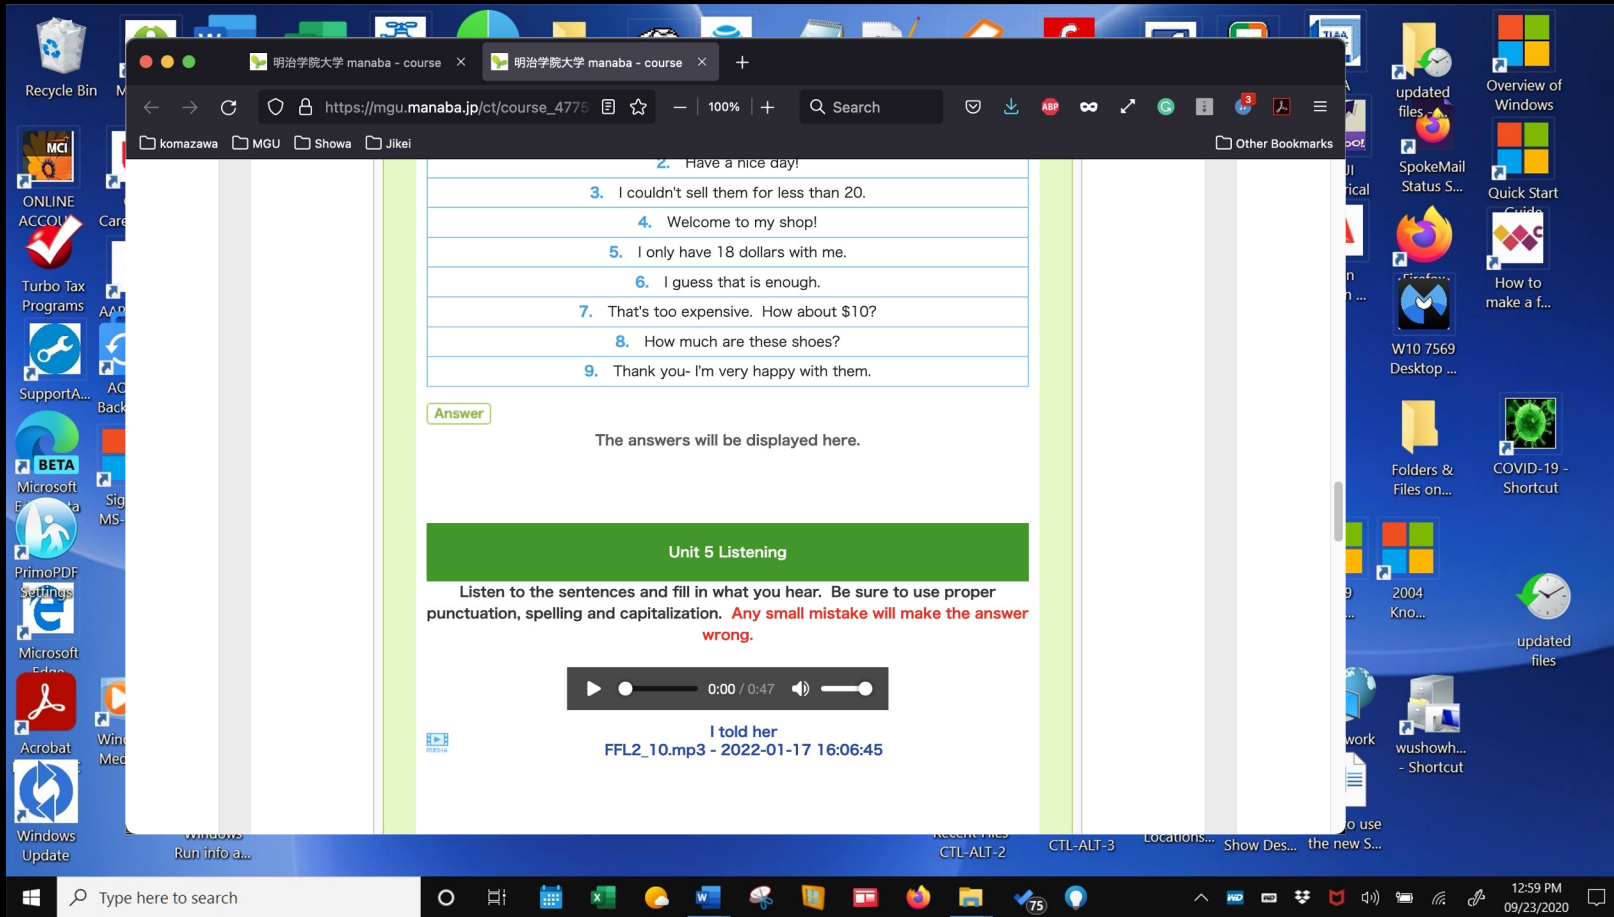 Recycle Bin
ONLINE
Turbo Tax
Programs
SupportA...
BETA
Microsoft
PrimoPDF
Settings
Microsoft
Acrobat
Windows
Update
MCI
明治学院大学 manaba - course
明治学院大学 manaba - course
https://mgu.manaba.jp/ct/course_4775
100%
Search
ABP
3
komazawa
MGU
Showa
Jikei
Other Bookmarks
2. Have a nice day!
3. I couldn't sell them for less than 20.
4. Welcome to my shop!
5. I only have 18 dollars with me.
6. I guess that is enough.
7. That's too expensive. How about $10?
8. How much are these shoes?
9. Thank you- I'm very happy with them.
Answer
The answers will be displayed here.
Unit 5 Listening
Listen to the sentences and fill in what you hear. Be sure to use proper
punctuation, spelling and capitalization. Any small mistake will make the answer
wrong.
0:00 / 0:47
I told her
FFL2_10.mp3 - 2022-01-17 16:06:45
updated
files -...
Overview of
Windows
SpokeMail
Status S...
Quick Start
Guide
How to
make a f...
W10 7569
Desktop ...
Folders &
Files on...
COVID-19 -
Shortcut
2004
Kno...
updated
files
wushowh...
- Shortcut
Run info a...
CTL-ALT-2
CTL-ALT-3
Locations...
Show Des...
the new S...
Type here to search
75
12:59 PM
09/23/2020